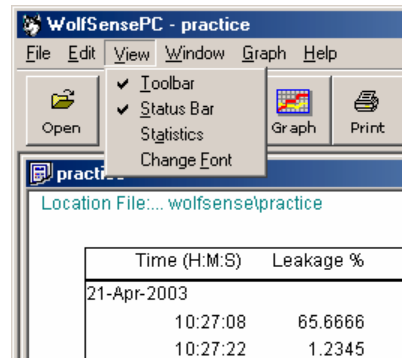 WolfSensePC - practice
File Edit View Window Graph Help
Toolbar
Status Bar
Statistics
Change Font
Open Graph Print
Location File:... wolfsense\practice
Time (H:M:S) Leakage %
21-Apr-2003
10:27:08 65.6666
10:27:22 1.2345